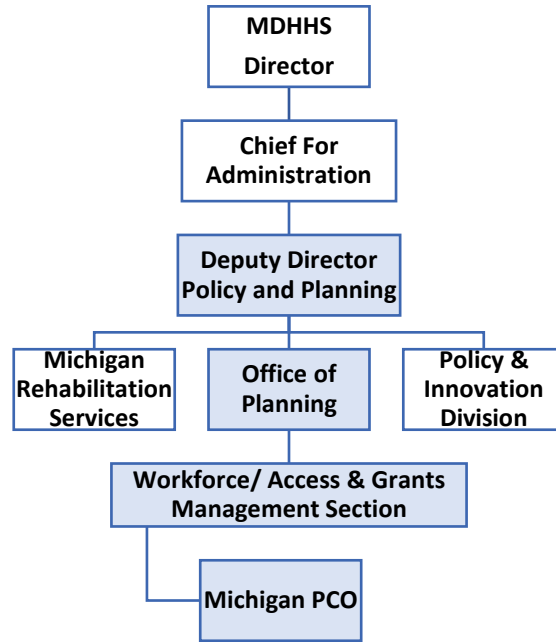 MDHHS
Director
Chief For
Administration
Deputy Director
Policy and Planning
Michigan
Rehabilitation
Services
Office of
Planning
Policy &
Innovation
Division
Workforce/ Access & Grants
Management Section
Michigan PCO